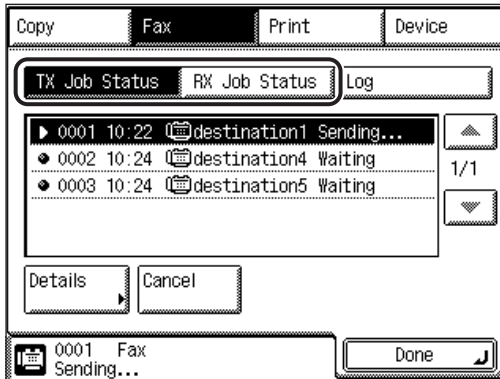 Copy Fax Print Device
TX Job Status RX Job Status Log
0001 10:22 destination1 Sending...
0002 10:24 destination4 Waiting
0003 10:24 destination5 Waiting
1/1
Details Cancel
0001 Fax
Sending...
Done